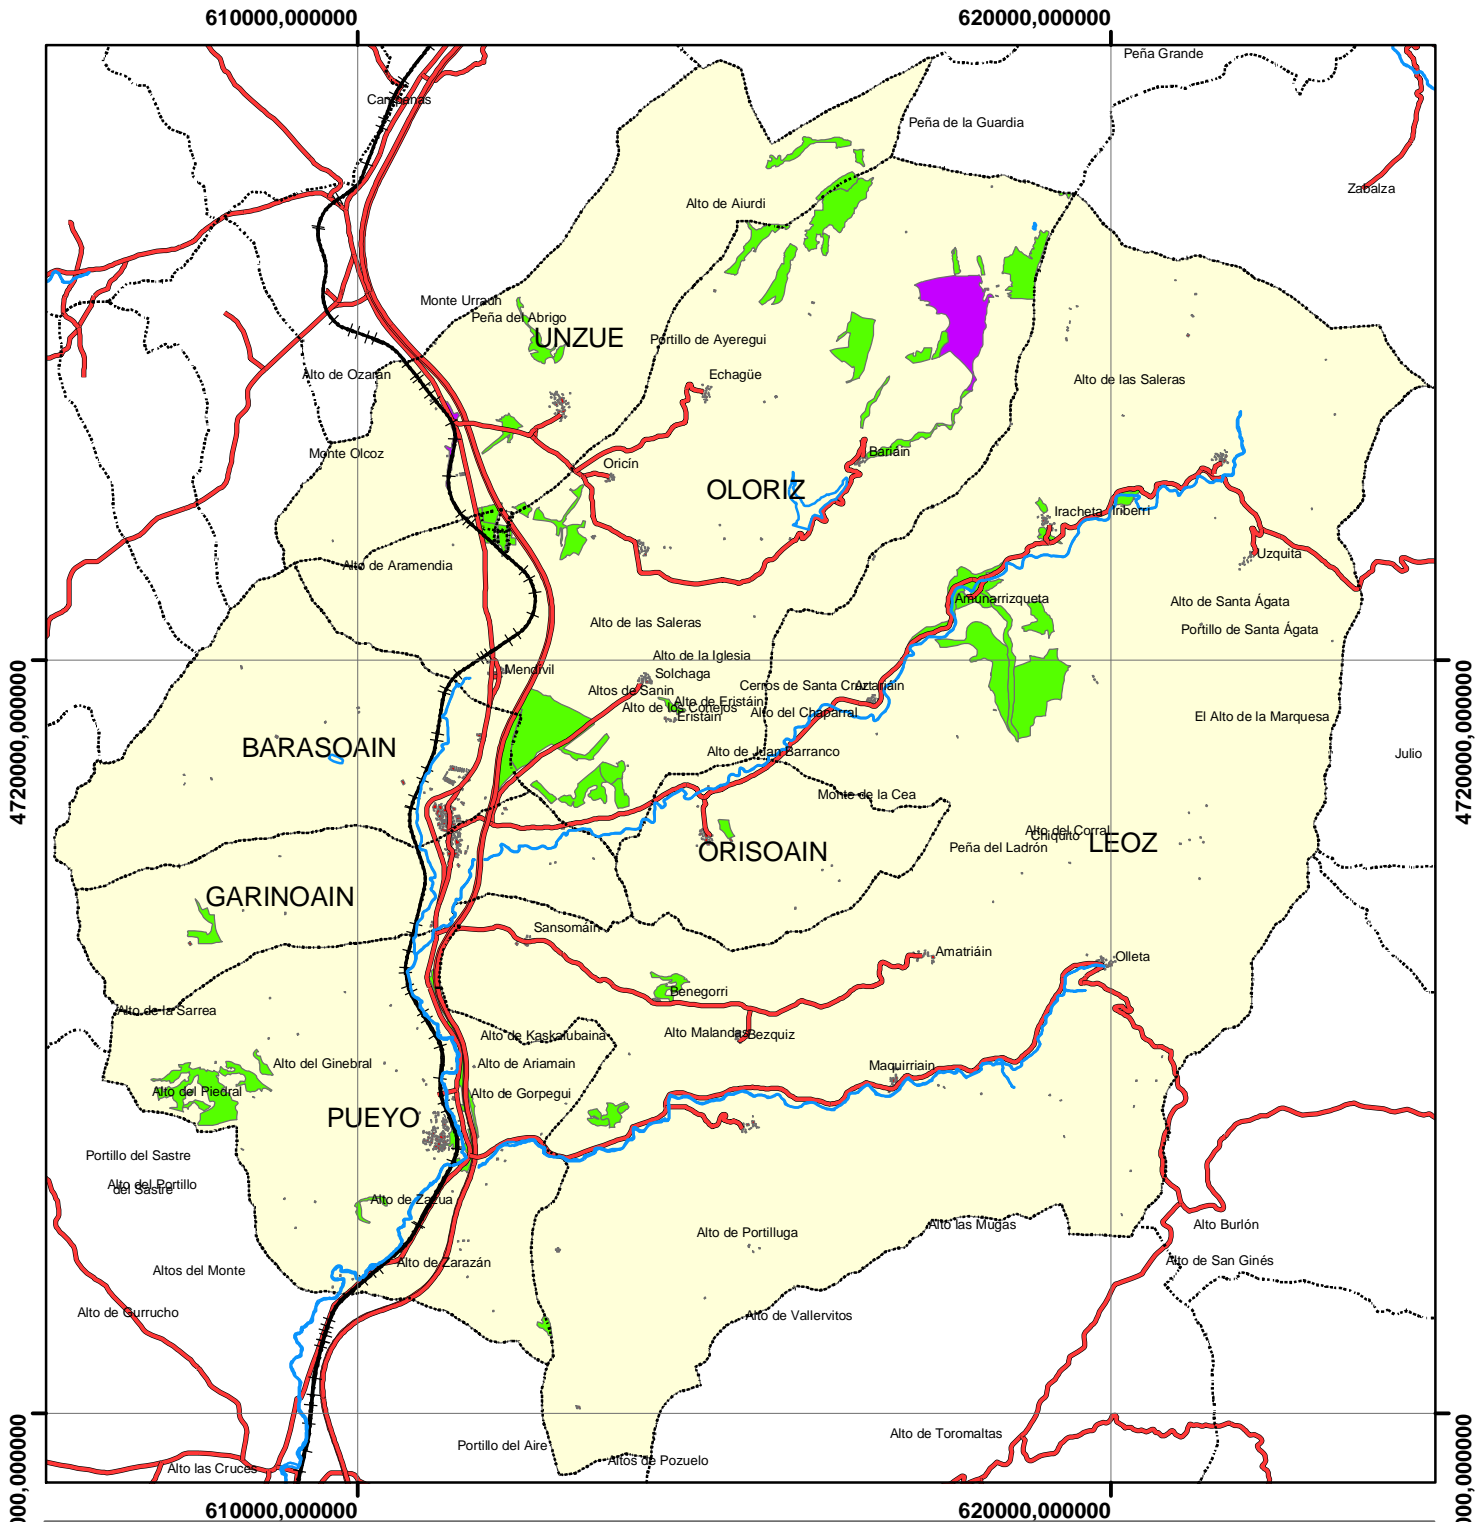 610000,000000
620000,000000
Peña Grande
Campanas
Peña de la Guardia
Zabalza
Alto de Aiurdi
Monte Urrauh
Peña del Abrigo
UNZUE
Portillo de Ayeregui
Alto de Ozarán
Echagüe
Alto de las Saleras
Monte Olcoz
Oricín
Bariáin
OLORIZ
Iracheta
Iriberri
Alto de Aramendia
Uzquita
Amunarrizqueta
Alto de Santa Ágata
Alto de las Saleras
Portillo de Santa Ágata
Alto de la Iglesia
Mendívil
Solchaga
Altos de Sanin
Cerros de Santa Cruz
Alto de Eristáin
Alto de los Conejos
Eristáin
Alto del Chaparral
El Alto de la Marquesa
BARASOAIN
Alto de Juan Barranco
Julio
4720000,000000
4720000,000000
Monte de la Cea
Alto del Corral
Chiquito
LEOZ
Peña del Ladrón
ORISOAIN
GARINOAIN
Sansomáin
Amatriáin
Olleta
Benegorri
Alto de la Sarrea
Alto de Kaskalubaina
Alto Malandas
Bezquiz
Alto del Ginebral
Alto de Ariamain
Maquirriain
Alto del Piedral
Alto de Gorpegui
PUEYO
Portillo del Sastre
Alto del Portillo
del Sastre
Alto de Zazua
Alto las Mugas
Alto Burlón
Alto de Portilluga
Altos del Monte
Alto de Zarazán
Alto de San Ginés
Alto de Gurrucho
Alto de Vallervitos
Alto de Toromaltas
Portillo del Aire
Altos de Pozuelo
Alto las Cruces
000,000000
000,000000
610000,000000
620000,000000